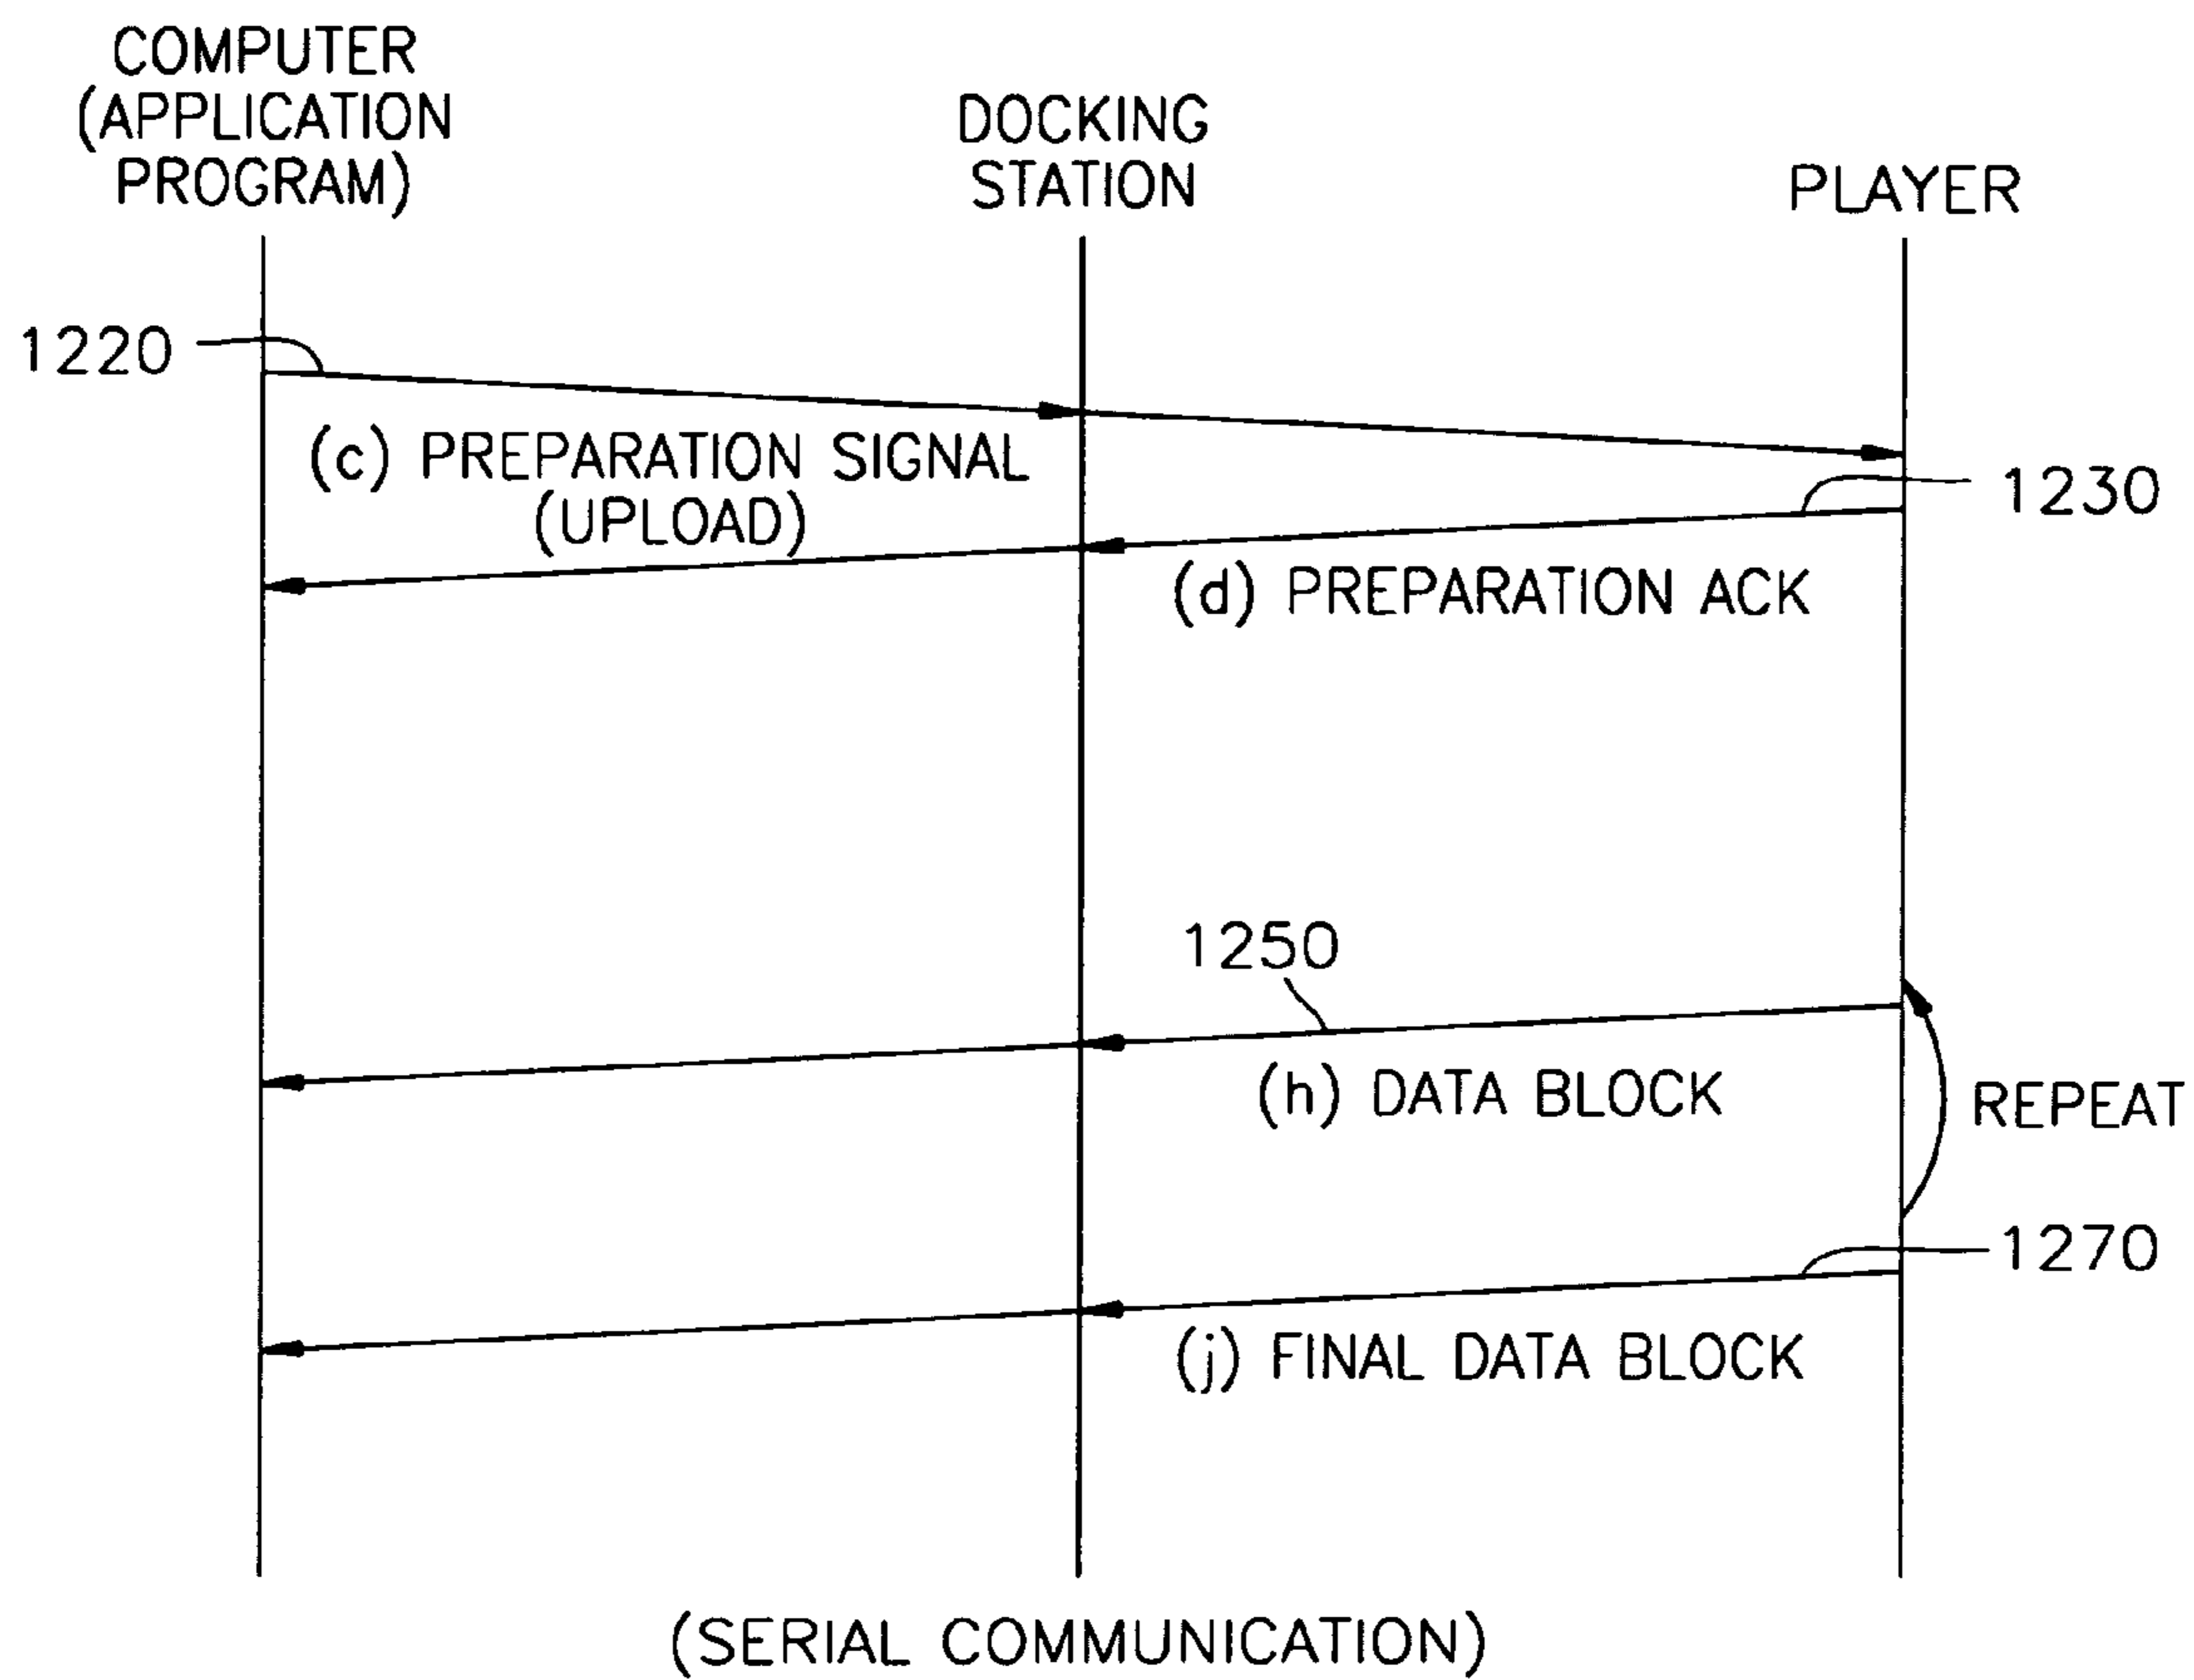 COMPUTER
(APPLICATION
PROGRAM)
DOCKING
STATION
PLAYER
1220
(c) PREPARATION SIGNAL
(UPLOAD)
1230
(d) PREPARATION ACK
1250
(h) DATA BLOCK
REPEAT
1270
(j) FINAL DATA BLOCK
(SERIAL COMMUNICATION)